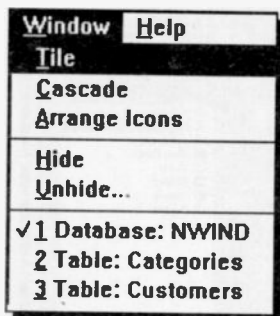 Window Help
Tile
Cascade
Arrange Icons
Hide
Unhide...
✓1 Database: NWIND
2 Table: Categories
3 Table: Customers